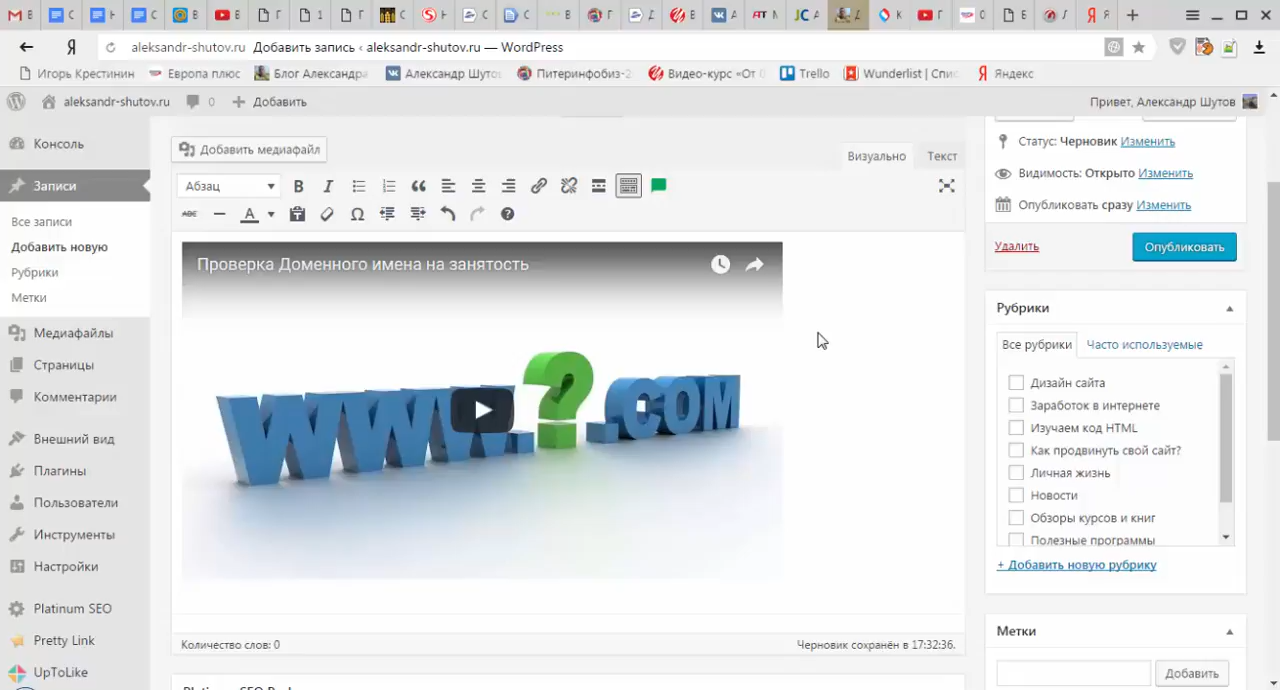 M B
K
H
C
B
B
Г
1
Г
C
H
C
C
B
Г
Д
B
A
AT M
JC A
Д
K
Г
O
Б
Л
Я Я
Я aleksandr-shutov.ru Добавить запись ‹ aleksandr-shutov.ru — WordPress
Игорь Крестинин Европа плюс Блог Александра Александр Шуто Питеринфобиз-2 Видео-курс «От Trello Wunderlist | Спис Яндекс
aleksandr-shutov.ru 0 Добавить Привет, Александр Шутов
Консоль
Записи
Все записи
Добавить новую
Рубрики
Метки
Медиафайлы
Страницы
Комментарии
Внешний вид
Плагины
Пользователи
Инструменты
Настройки
Platinum SEO
Pretty Link
UpToLike
Добавить медиафайл
Визуально Текст
Абзац B I
ABC A Ω
Проверка Доменного имена на занятость
WWW.?.COM
Количество слов: 0 Черновик сохранён в 17:32:36.
Статус: Черновик Изменить
Видимость: Открыто Изменить
Опубликовать сразу Изменить
Удалить Опубликовать
Рубрики
Все рубрики Часто используемые
Дизайн сайта
Заработок в интернете
Изучаем код HTML
Как продвинуть свой сайт?
Личная жизнь
Новости
Обзоры курсов и книг
Полезные программы
+ Добавить новую рубрику
Метки
Добавить